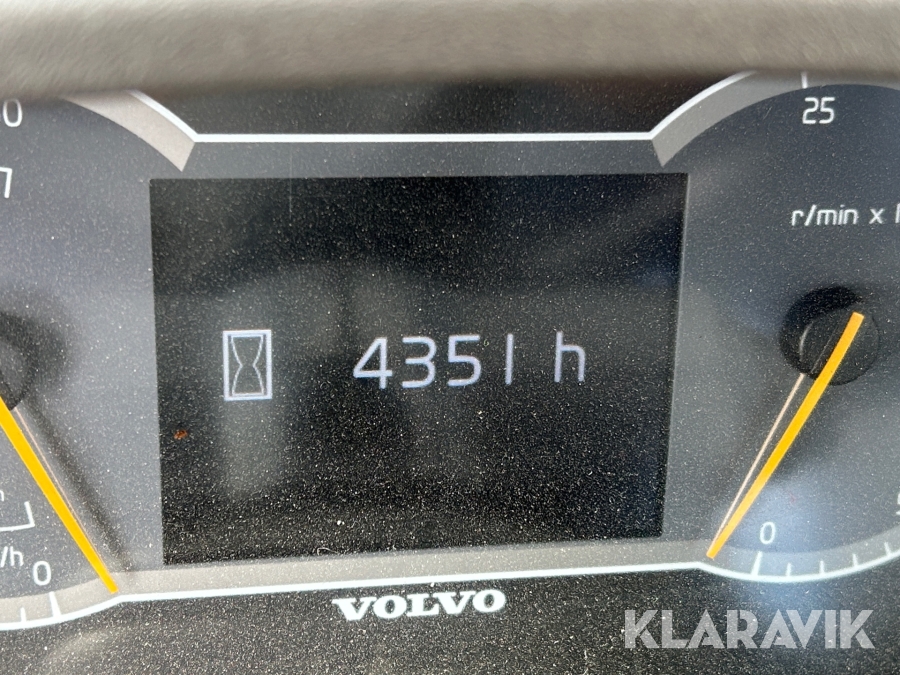 25
r/min x
4351 h
/h
0
0
VOLVO
KLARAVIK